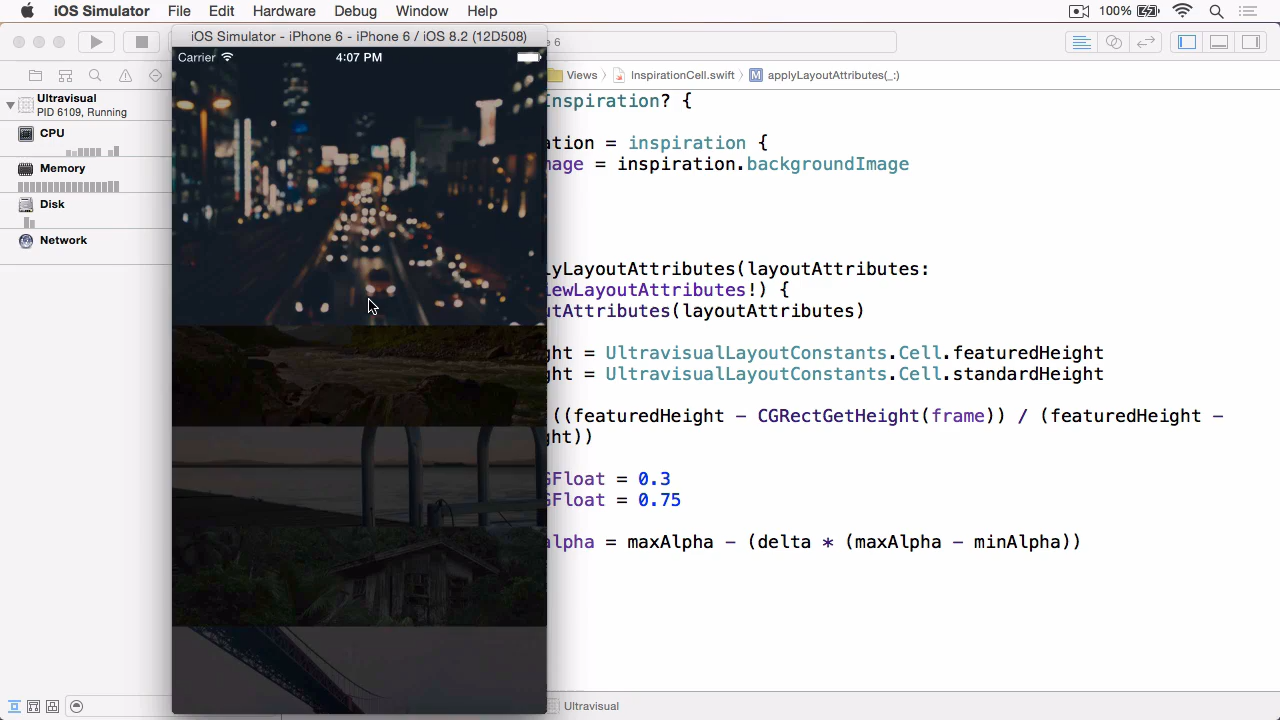 iOS Simulator File Edit Hardware Debug Window Help 100%
iOS Simulator - iPhone 6 - iPhone 6 / iOS 8.2 (12D508)
6
Carrier 4:07 PM
Views InspirationCell.swift M applyLayoutAttributes(_:)
Ultravisual
PID 6109, Running
CPU
Memory
Disk
Network
Inspiration? {
ation = inspiration {
mage = inspiration.backgroundImage
lyLayoutAttributes(layoutAttributes:
iewLayoutAttributes!) {
utAttributes(layoutAttributes)
ght = UltravisualLayoutConstants.Cell.featuredHeight
ght = UltravisualLayoutConstants.Cell.standardHeight
((featuredHeight - CGRectGetHeight(frame)) / (featuredHeight -
ght))
GFloat = 0.3
GFloat = 0.75
alpha = maxAlpha - (delta * (maxAlpha - minAlpha))
Ultravisual